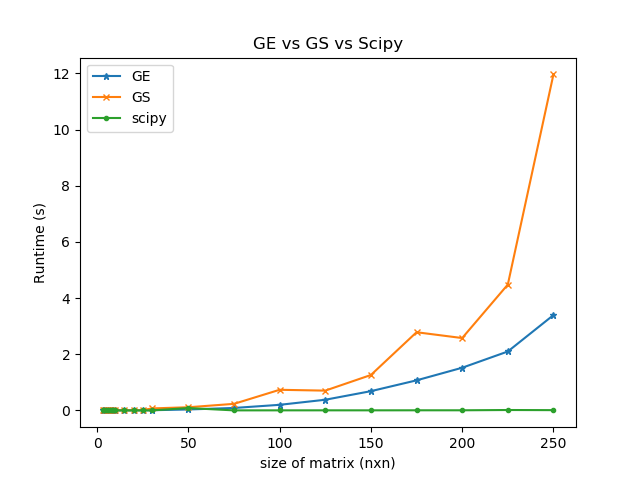 GE vs GS vs Scipy
GE
GS
scipy
Runtime (s)
12
10
8
6
4
2
0
0 50 100 150 200 250
size of matrix (nxn)